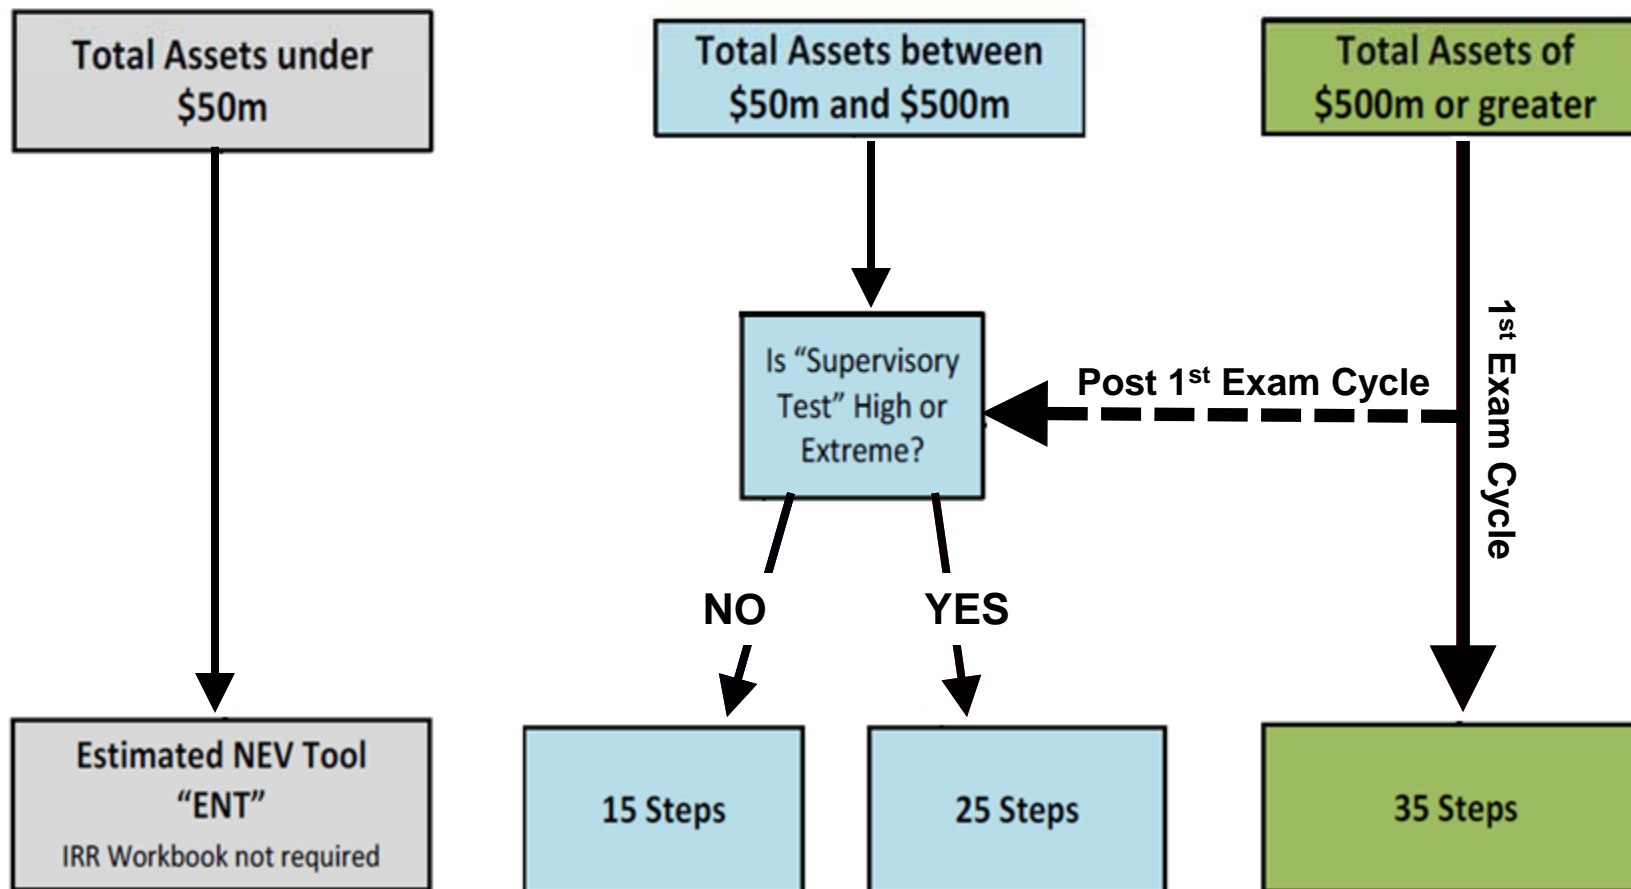 Total Assets under
$50m
Total Assets between
$50m and $500m
Total Assets of
$500m or greater
Is “Supervisory
Test” High or
Extreme?
Post 1st Exam Cycle
1st Exam Cycle
NO
YES
Estimated NEV Tool
“ENT”
IRR Workbook not required
15 Steps
25 Steps
35 Steps